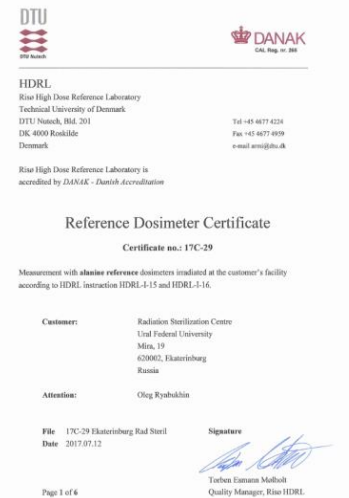 DTU
DTU Nutech
DANAK
CAL Reg. nr. 288
HDRL
Risø High Dose Reference Laboratory
Technical University of Denmark
DTU Nutech, Bld. 201
DK 4000 Roskilde
Denmark
Tel +45 4677 4224
Fax +45 4677 4959
e-mail armi@dtu.dk
Risø High Dose Reference Laboratory is
accredited by DANAK - Danish Accreditation
Reference Dosimeter Certificate
Certificate no.: 17C-29
Measurement with alanine reference dosimeters irradiated at the customer's facility
according to HDRL instruction HDRL-I-15 and HDRL-I-16.
Customer:
Radiation Sterilization Centre
Ural Federal University
Mira, 19
620002, Ekaterinburg
Russia
Attention:
Oleg Ryabukhin
File 17C-29 Ekaterinburg Rad Steril
Date 2017.07.12
Signature
Torben Esmann Mølholt
Quality Manager, Risø HDRL
Page 1 of 6